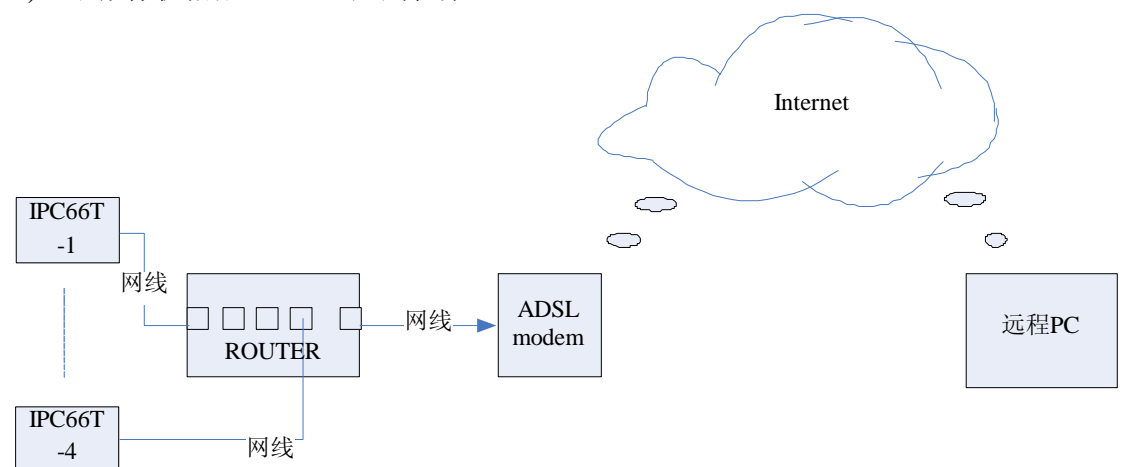 Internet
IPC66T
-1
网线
ROUTER
网线
ADSL
modem
远程PC
IPC66T
-4
网线